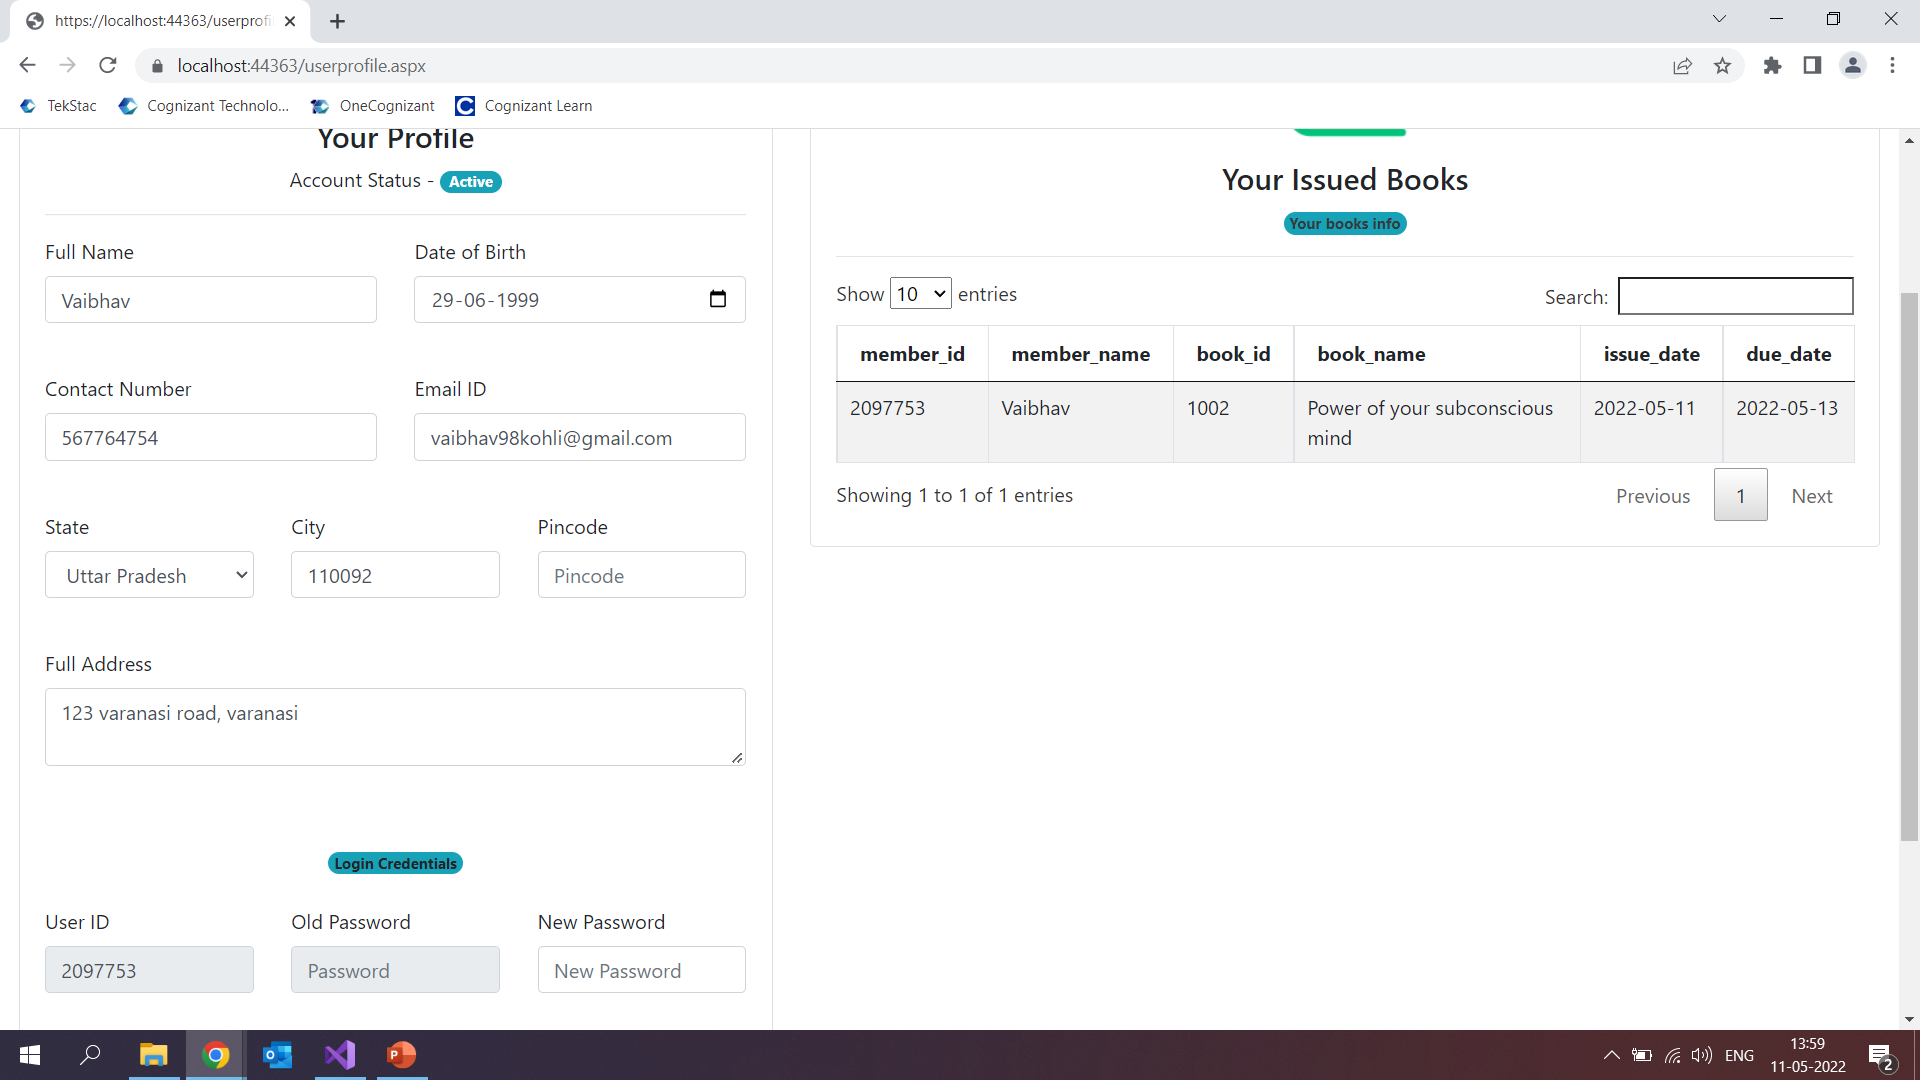 https://localhost:44363/userprofi
localhost:44363/userprofile.aspx
TekStac
Cognizant Technolo...
OneCognizant
Cognizant Learn
Your Profile
Account Status - Active
Full Name
Date of Birth
Vaibhav
29-06-1999
Contact Number
Email ID
567764754
vaibhav98kohli@gmail.com
State
City
Pincode
Uttar Pradesh
110092
Pincode
Full Address
123 varanasi road, varanasi
Login Credentials
User ID
Old Password
New Password
2097753
Password
New Password
Your Issued Books
Your books info
Show 10 entries
Search:
member_id member_name book_id book_name issue_date due_date
2097753 Vaibhav 1002 Power of your subconscious 2022-05-11 2022-05-13
mind
Showing 1 to 1 of 1 entries
Previous 1 Next
ENG
13:59
11-05-2022
2